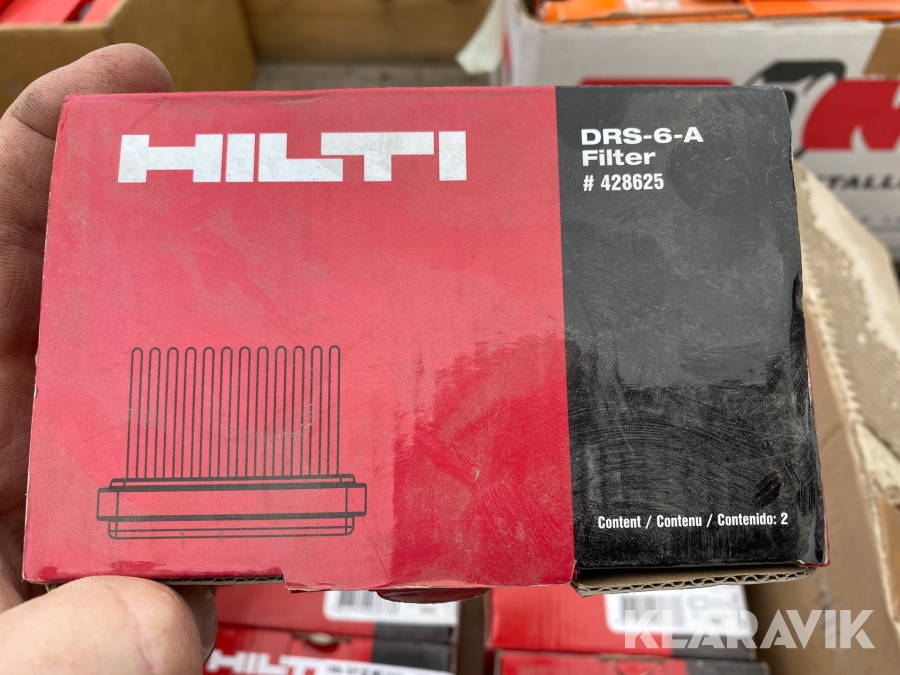 HILTI
DRS-6-A
Filter
# 428625
Content / Contenu / Contenido: 2
HILTI
KLARAVIK